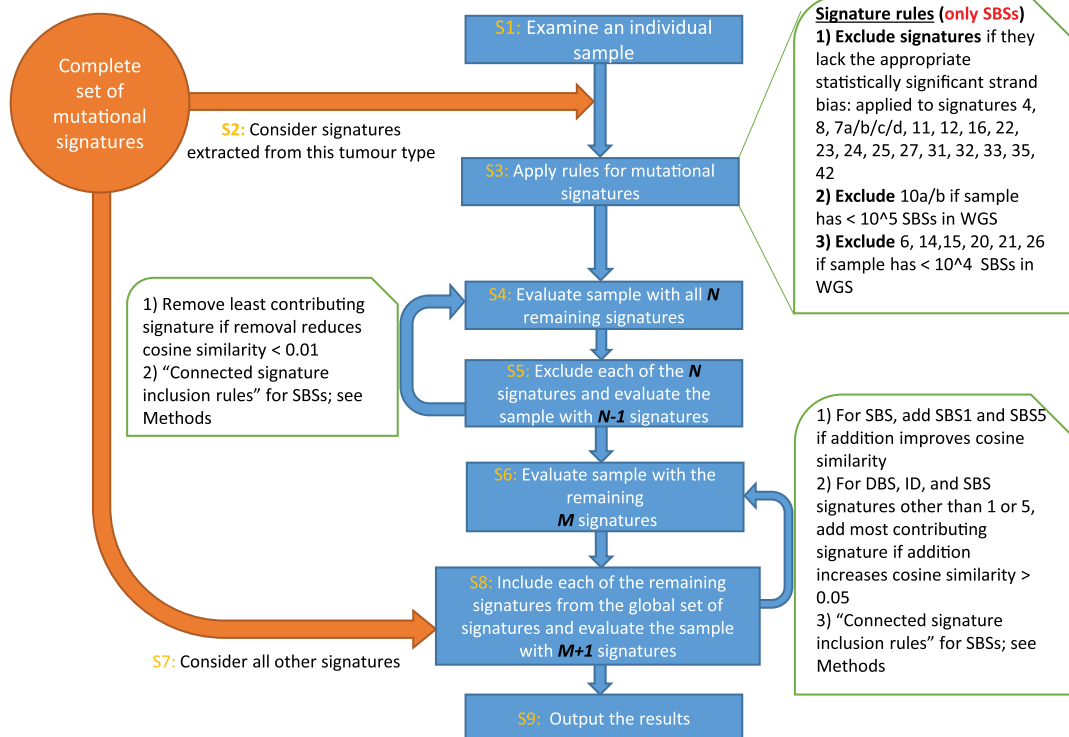 Complete
set of
mutational
signatures
S1: Examine an individual
sample
S2: Consider signatures
extracted from this tumour type
S3: Apply rules for mutational
signatures
Signature rules (only SBSs)
1) Exclude signatures if they
lack the appropriate
statistically significant strand
bias: applied to signatures 4,
8, 7a/b/c/d, 11, 12, 16, 22,
23, 24, 25, 27, 31, 32, 33, 35,
42
2) Exclude 10a/b if sample
has < 10^5 SBSs in WGS
3) Exclude 6, 14,15, 20, 21, 26
if sample has < 10^4 SBSs in
WGS
S4: Evaluate sample with all N
remaining signatures
1) Remove least contributing
signature if removal reduces
cosine similarity < 0.01
2) “Connected signature
inclusion rules” for SBSs; see
Methods
S5: Exclude each of the N
signatures and evaluate the
sample with N-1 signatures
S6: Evaluate sample with the
remaining
M signatures
1) For SBS, add SBS1 and SBS5
if addition improves cosine
similarity
2) For DBS, ID, and SBS
signatures other than 1 or 5,
add most contributing
signature if addition
increases cosine similarity >
0.05
3) “Connected signature
inclusion rules” for SBSs; see
Methods
S7: Consider all other signatures
S8: Include each of the remaining
signatures from the global set of
signatures and evaluate the sample
with M+1 signatures
S9: Output the results